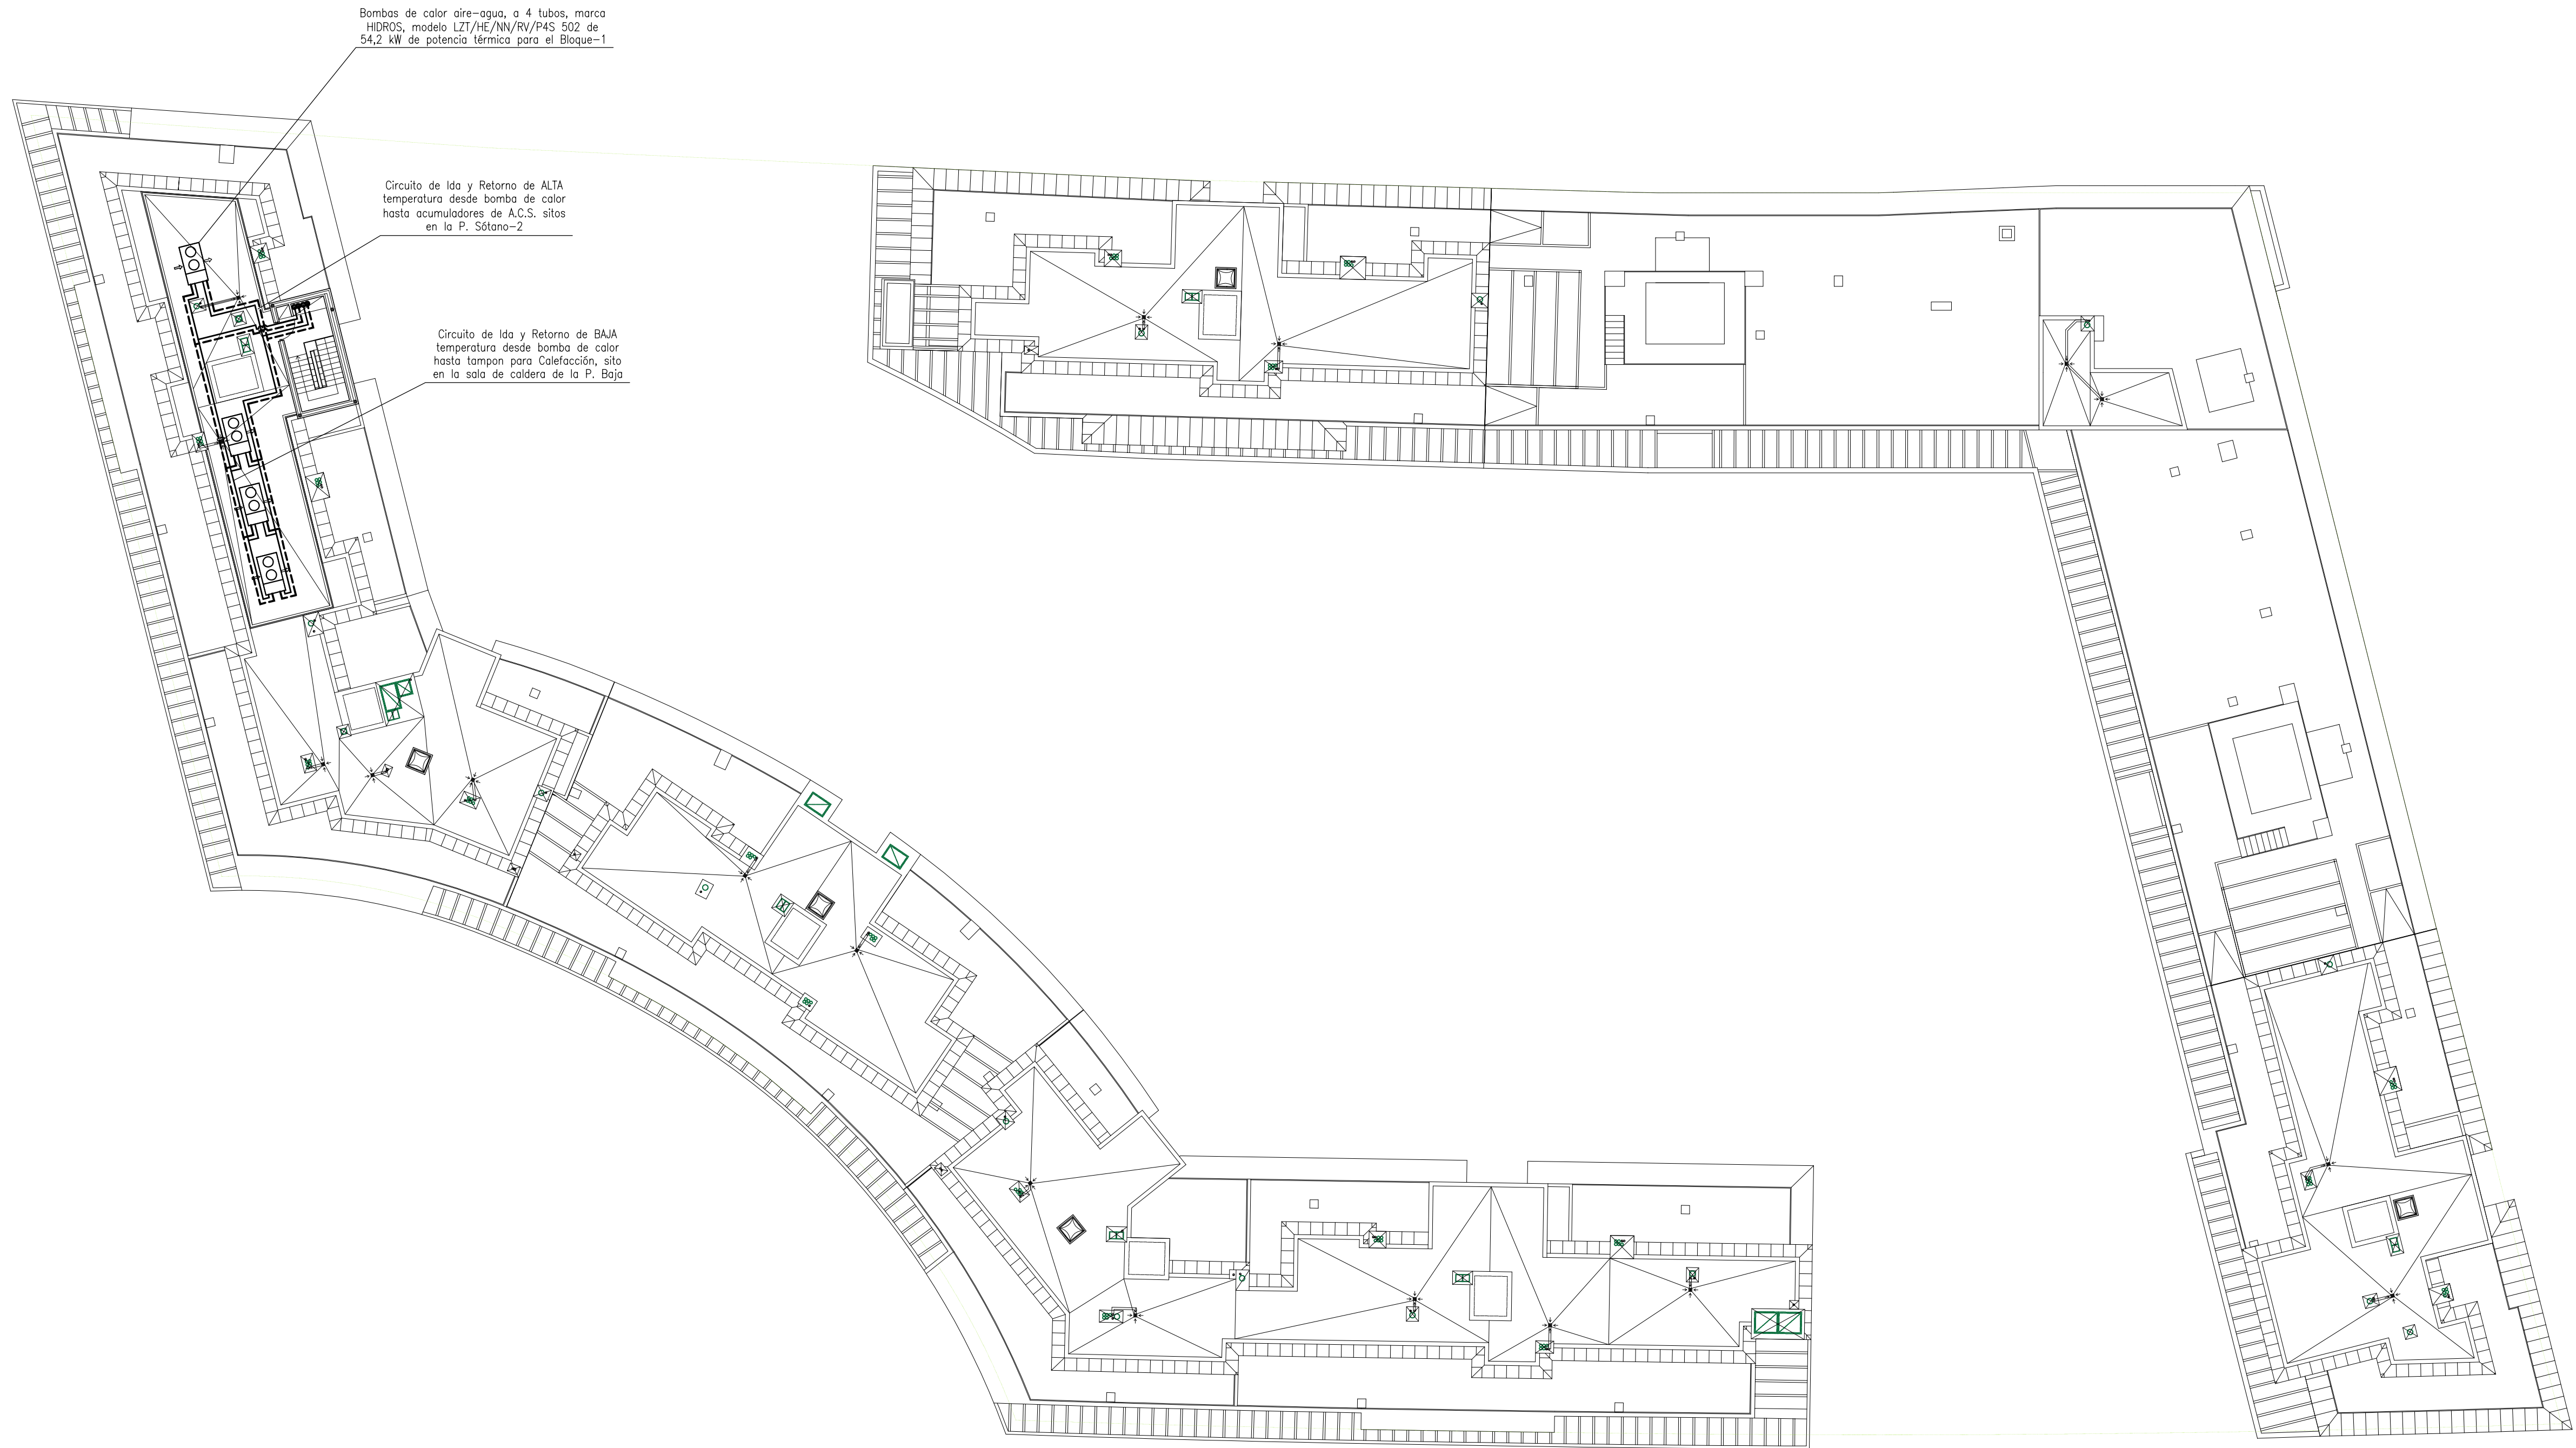 Bombas de calor aire-agua, a 4 tubos, marca
HIDROS, modelo LZT/HE/NN/RV/P4S 502 de
54,2 kW de potencia térmica para el Bloque-1
Circuito de Ida y Retorno de ALTA
temperatura desde bomba de calor
hasta acumuladores de A.C.S. sitos
en la P. Sótano-2
Circuito de Ida y Retorno de BAJA
temperatura desde bomba de calor
hasta tampon para Calefacción, sito
en la sala de caldera de la P. Baja